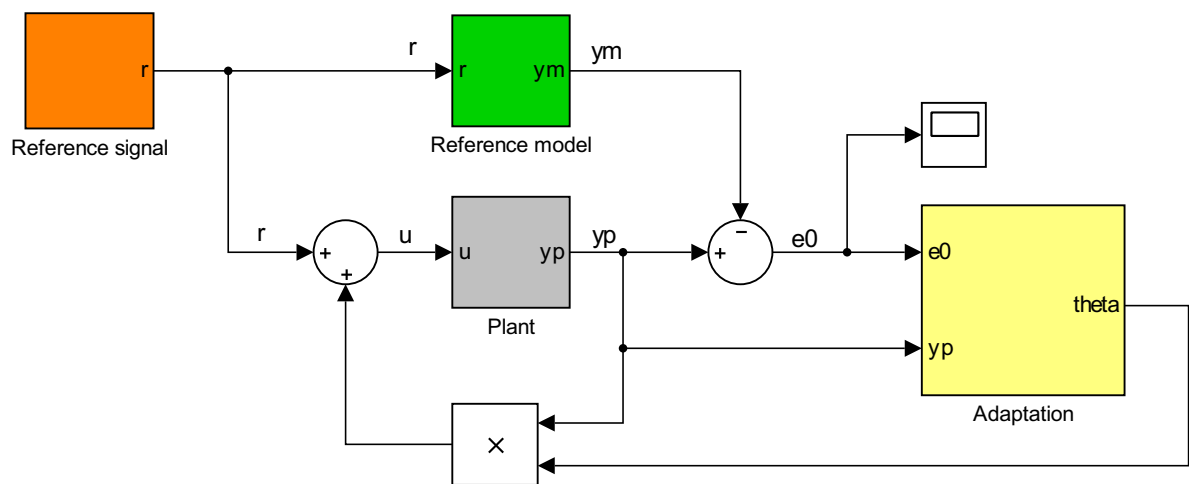 r
Reference signal
r
r
ym
Reference model
ym
r
+
+
u
u
yp
Plant
yp
+
−
e0
e0
yp
theta
Adaptation
×